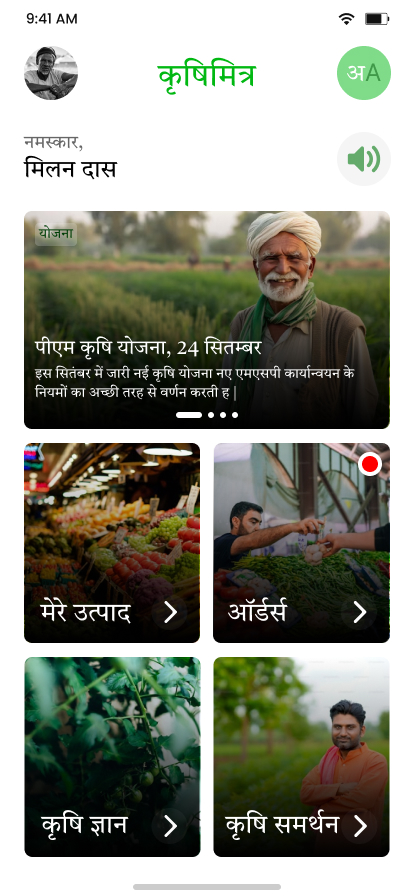 9:41 AM
कृषिमित्र
अA
नमस्कार,
मिलन दास
योजना
पीएम कृषि योजना, 24 सितम्बर
इस सितंबर में जारी नई कृषि योजना नए एमएसपी कार्यान्वयन के
नियमों का अच्छी तरह से वर्णन करती ह |
मेरे उत्पाद
ऑर्डर्स
कृषि ज्ञान
कृषि समर्थन